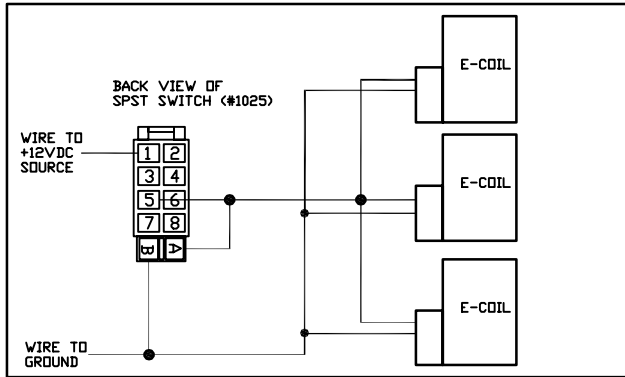 BACK VIEW OF
SPST SWITCH (#1025)
WIRE TO
+12VDC
SOURCE
1 2
3 4
5 6
7 8
B A
WIRE TO
GROUND
E-COIL
E-COIL
E-COIL